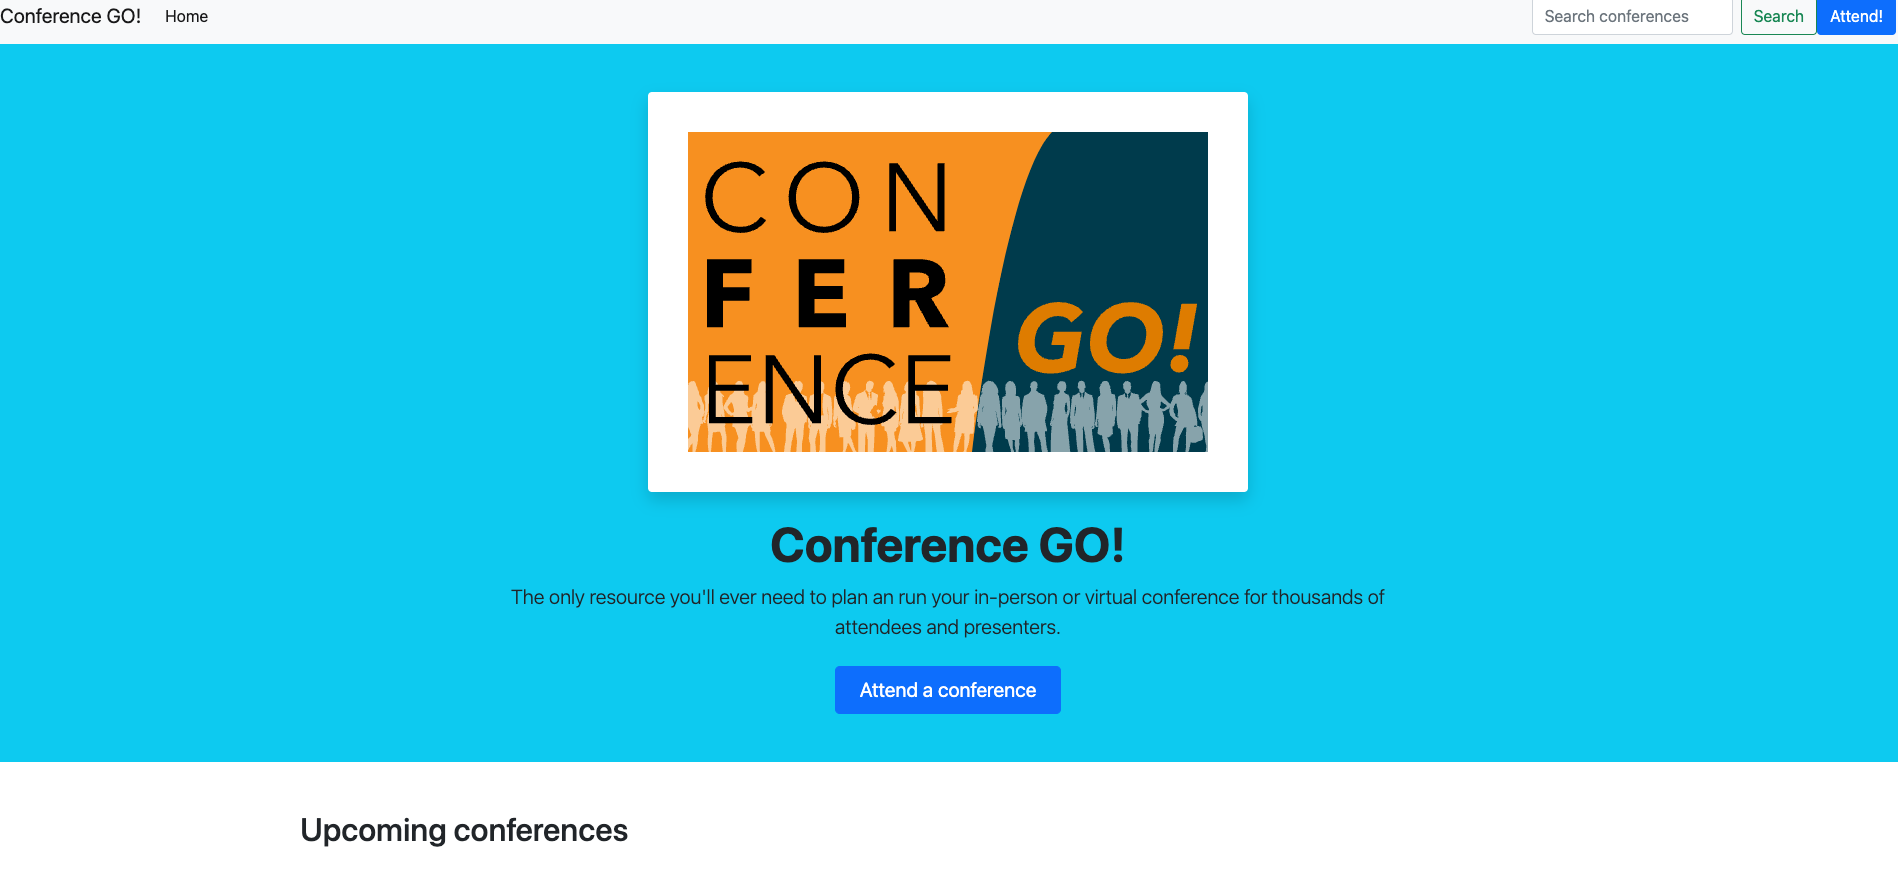 Conference GO! Home Search conferences Search Attend!
CON
FER
ENCE
GO!
Conference GO!
The only resource you'll ever need to plan an run your in-person or virtual conference for thousands of
attendees and presenters.
Attend a conference
Upcoming conferences